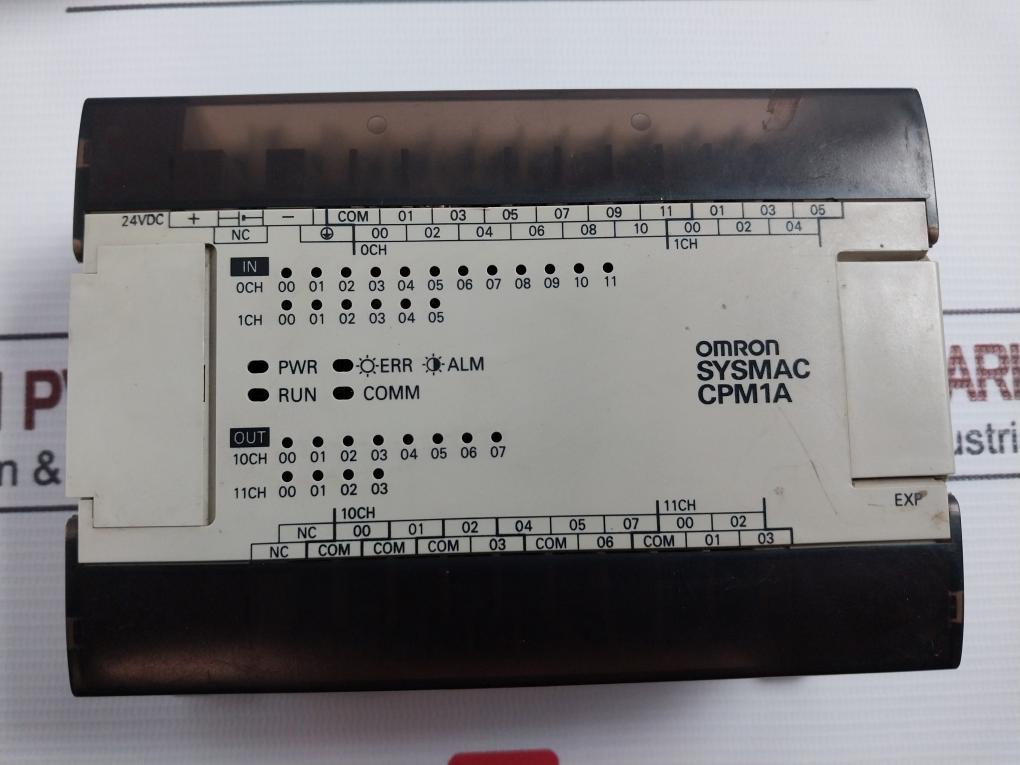 24VDC + − COM 01 03 05 07 09 11 01 03 05
NC 00 02 04 06 08 10 00 02 04
0CH 1CH
IN
0CH 00 01 02 03 04 05 06 07 08 09 10 11
1CH 00 01 02 03 04 05
PWR ERR ALM
RUN COMM
OMRON
SYSMAC
CPM1A
OUT
10CH 00 01 02 03 04 05 06 07
11CH 00 01 02 03
EXP
10CH 11CH
NC 00 01 02 04 05 07 00 02
NC COM COM COM 03 COM 06 COM 01 03